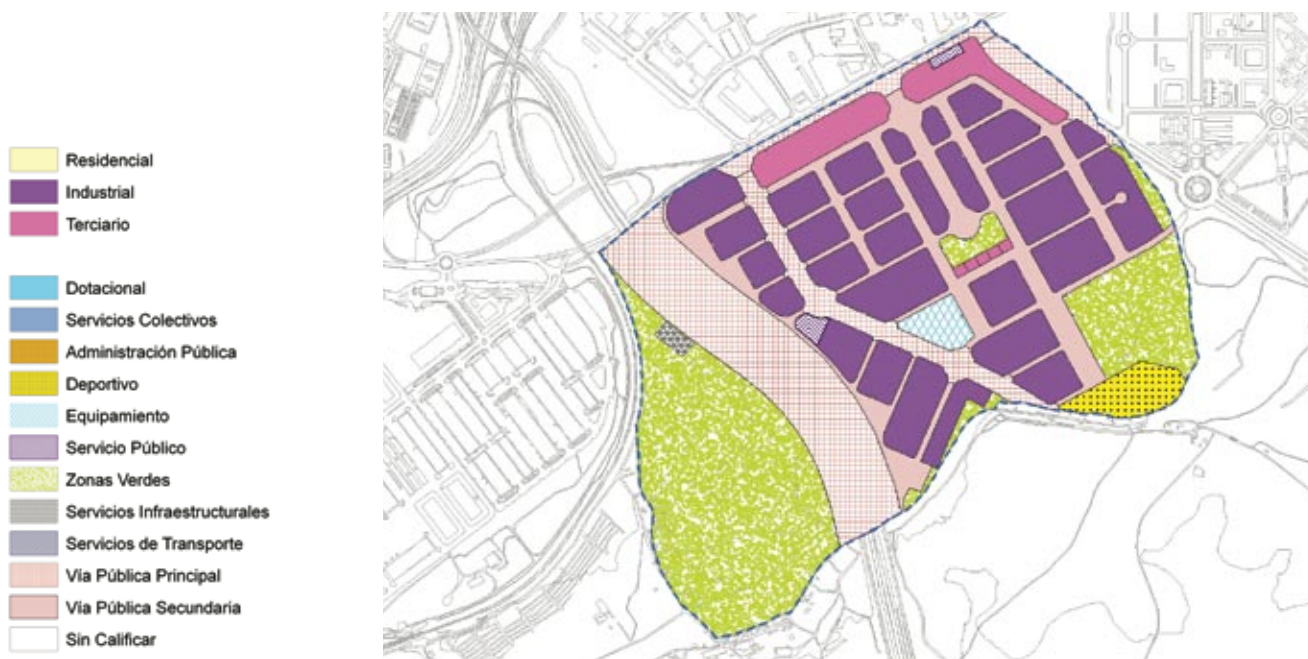 Residencial
Industrial
Terciario
Dotacional
Servicios Colectivos
Administración Pública
Deportivo
Equipamiento
Servicio Público
Zonas Verdes
Servicios Infraestructurales
Servicios de Transporte
Vía Pública Principal
Vía Pública Secundaria
Sin Calificar